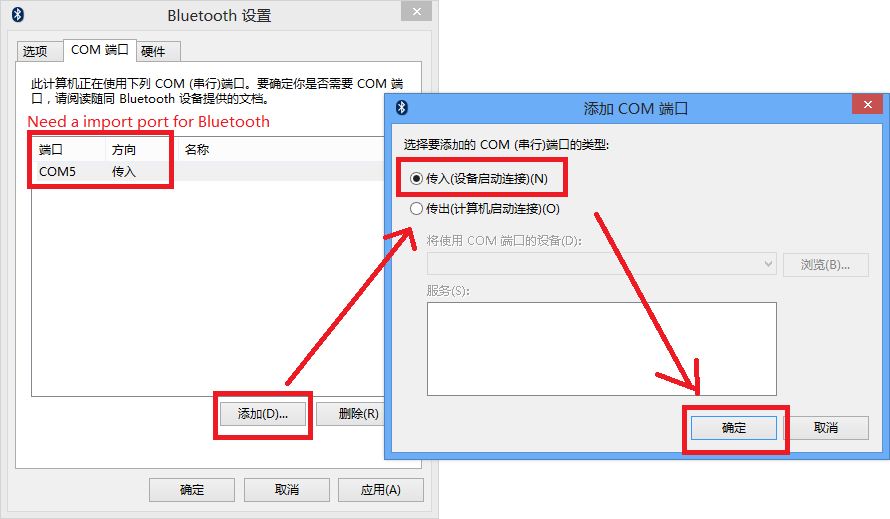 Bluetooth 设置
选项
COM 端口
硬件
此计算机正在使用下列 COM (串行)端口。要确定你是否需要 COM 端
口，请阅读随同 Bluetooth 设备提供的文档。
Need a import port for Bluetooth
端口 方向 名称
COM5 传入
添加(D)...
删除(R)
确定
取消
应用(A)
添加 COM 端口
选择要添加的 COM (串行)端口的类型:
传入(设备启动连接)(N)
传出(计算机启动连接)(O)
将使用 COM 端口的设备(D):
浏览(B)...
服务(S):
确定
取消